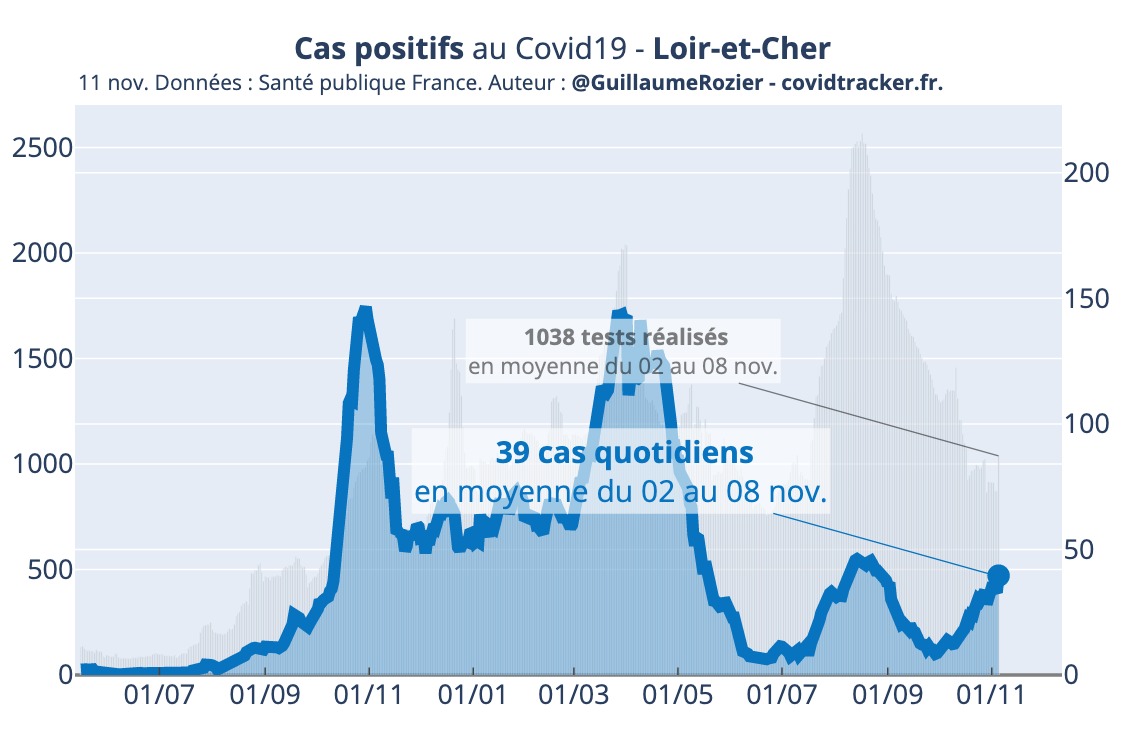 Cas positifs au Covid19 - Loir-et-Cher
11 nov. Données : Santé publique France. Auteur : @GuillaumeRozier - covidtracker.fr.
2500
2000
1500
1000
500
0
200
150
100
50
0
1038 tests réalisés
en moyenne du 02 au 08 nov.
39 cas quotidiens
en moyenne du 02 au 08 nov.
01/07 01/09 01/11 01/01 01/03 01/05 01/07 01/09 01/11